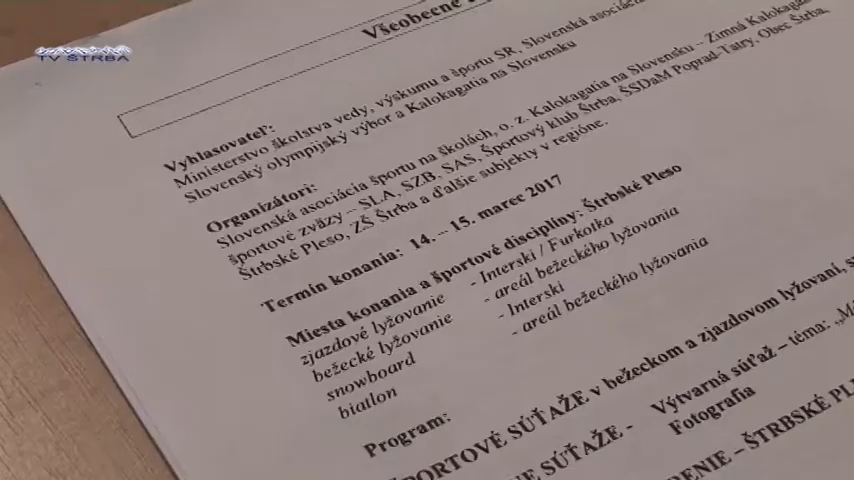 TV ŠTRBA
Všeobecné
Vyhlasovateľ:
Ministerstvo školstva vedy, výskumu a športu SR, Slovenská asociácia
Slovenský olympijský výbor a Kalokagatia na Slovensku
Organizátori:
Slovenská asociácia športu na školách, o. z. Kalokagatia na Slovensku – Zimná Kalokagatia
športové zväzy – SLA, SZB, SAS, Športový klub Štrba, ŠSDaM Poprad-Tatry, Obec Štrba,
Štrbské Pleso, ZŠ Štrba a ďalšie subjekty v regióne.
Termín konania: 14. – 15. marec 2017
Miesta konania a športové disciplíny: Štrbské Pleso
zjazdové lyžovanie - Interski / Furkotka
bežecké lyžovanie - areál bežeckého lyžovania
snowboard - Interski
biatlon - areál bežeckého lyžovania
Program:
ŠPORTOVÉ SÚŤAŽE v bežeckom a zjazdovom lyžovaní,
SÚŤAŽE - Výtvarná súťaž – téma:
Fotografia
– ŠTRBSKÉ